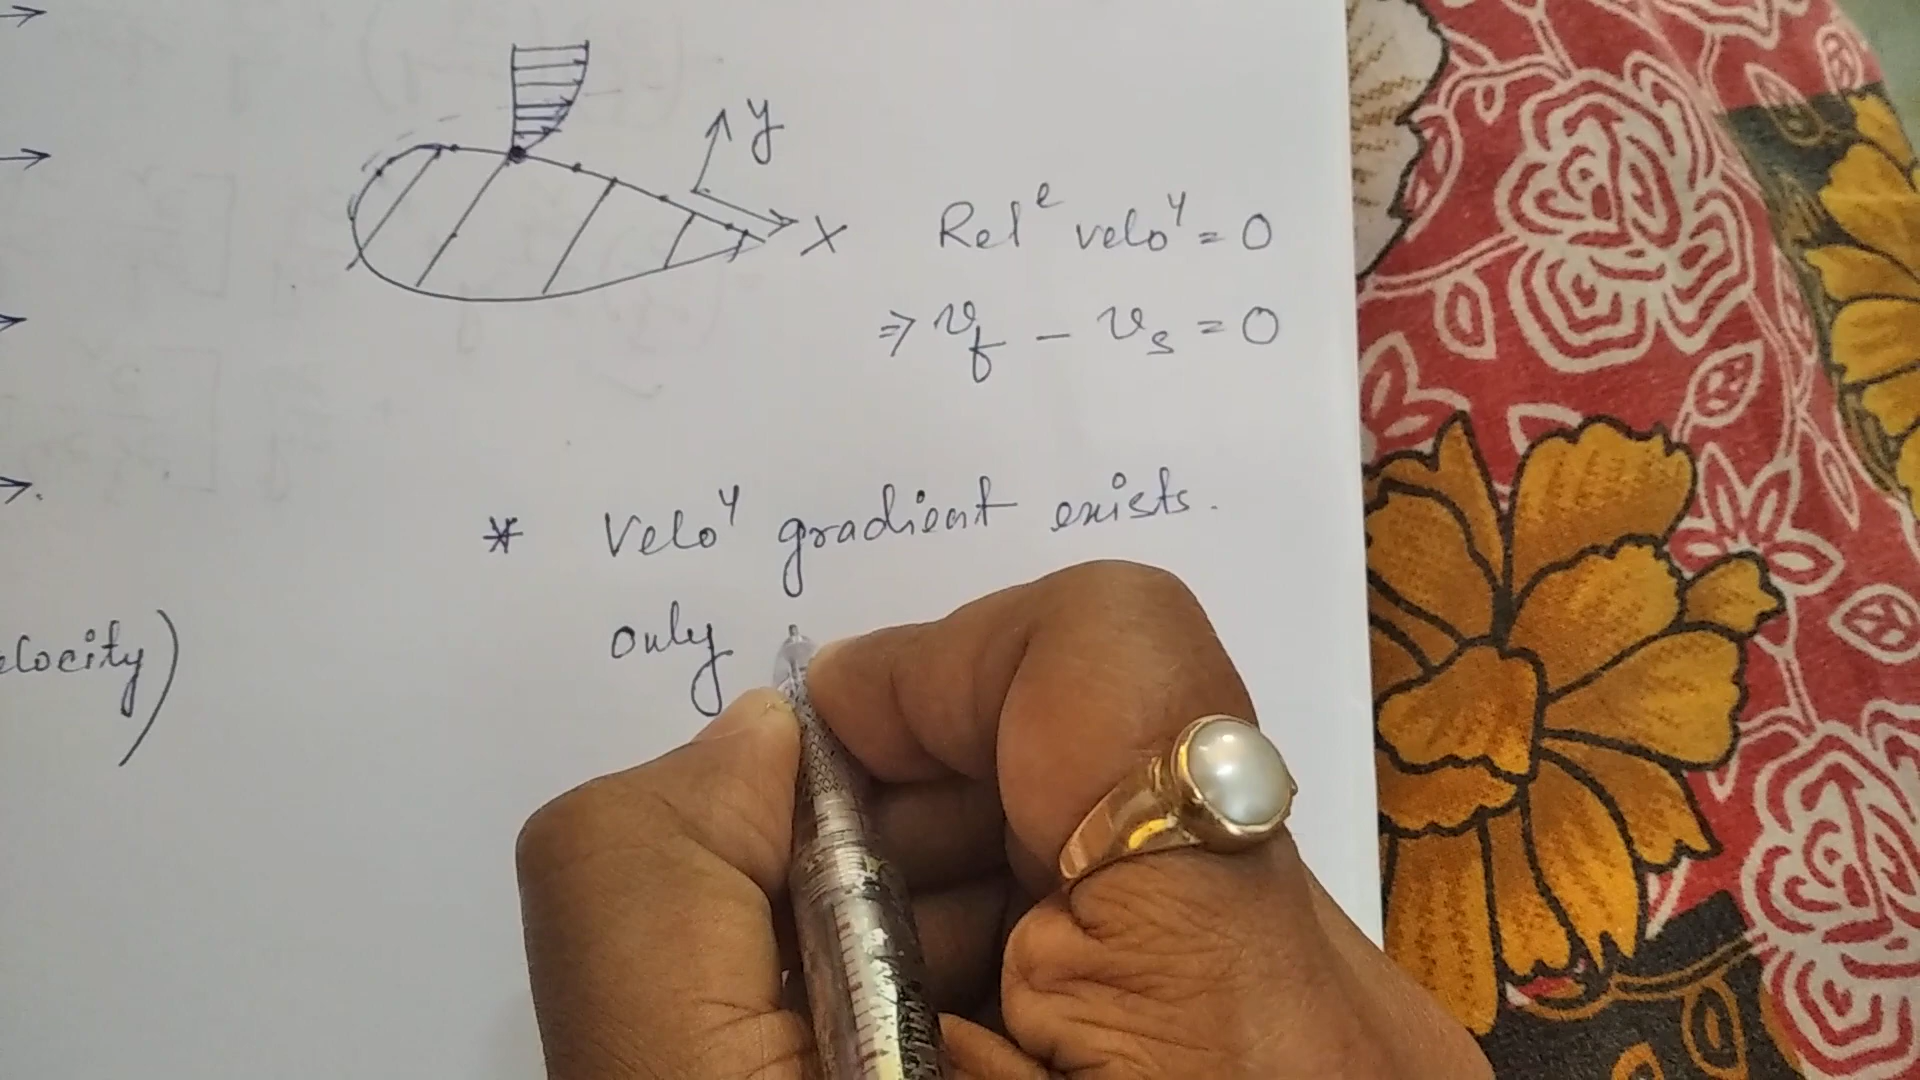 y
X
Rel^e velo^y = 0
⇒ v_f - v_s = 0
* Velo^y gradient exists.
only
elocity)